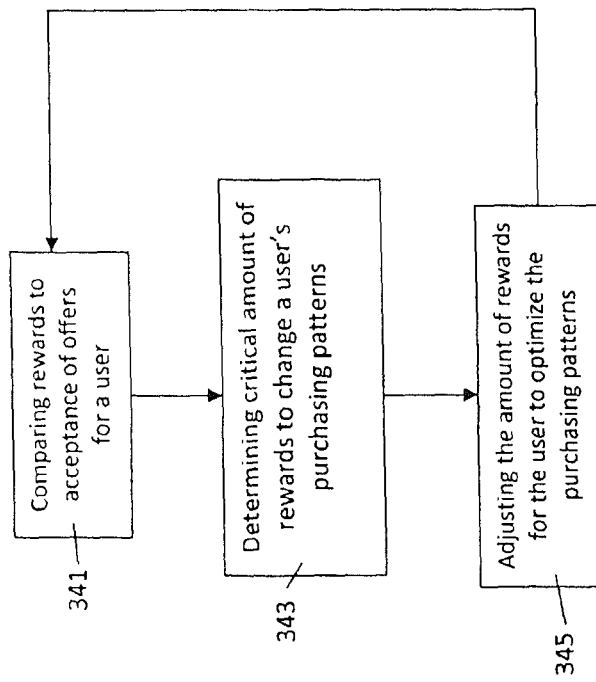 Comparing rewards to
acceptance of offers
for a user
341
Determining critical amount of
rewards to change a user's
purchasing patterns
343
Adjusting the amount of rewards
for the user to optimize the
purchasing patterns
345